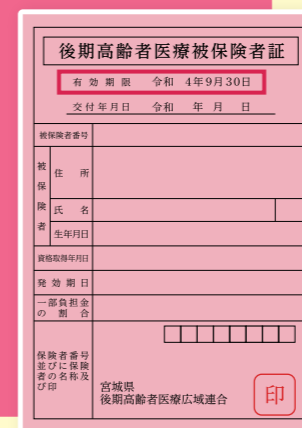 後期高齢者医療被保険者証
有効期限 令和 4年9月30日
交付年月日 令和 年 月 日
被保険者番号
被保険者
住所
氏名
生年月日
資格取得年月日
発効期日
一部負担金
の割合
保険者番号
並びに保険
者の名称及
び印
宮城県
後期高齢者医療広域連合
印